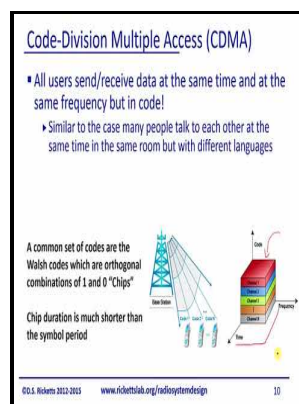 Code-Division Multiple Access (CDMA)
All users send/receive data at the same time and at the
same frequency but in code!
Similar to the case many people talk to each other at the
same time in the same room but with different languages
A common set of codes are the
Walsh codes which are orthogonal
combinations of 1 and 0 “Chips”
Chip duration is much shorter than
the symbol period
Code
Frequency
Time
©D.S. Ricketts 2012-2015 www.rickettslab.org/radiosystemdesign 10